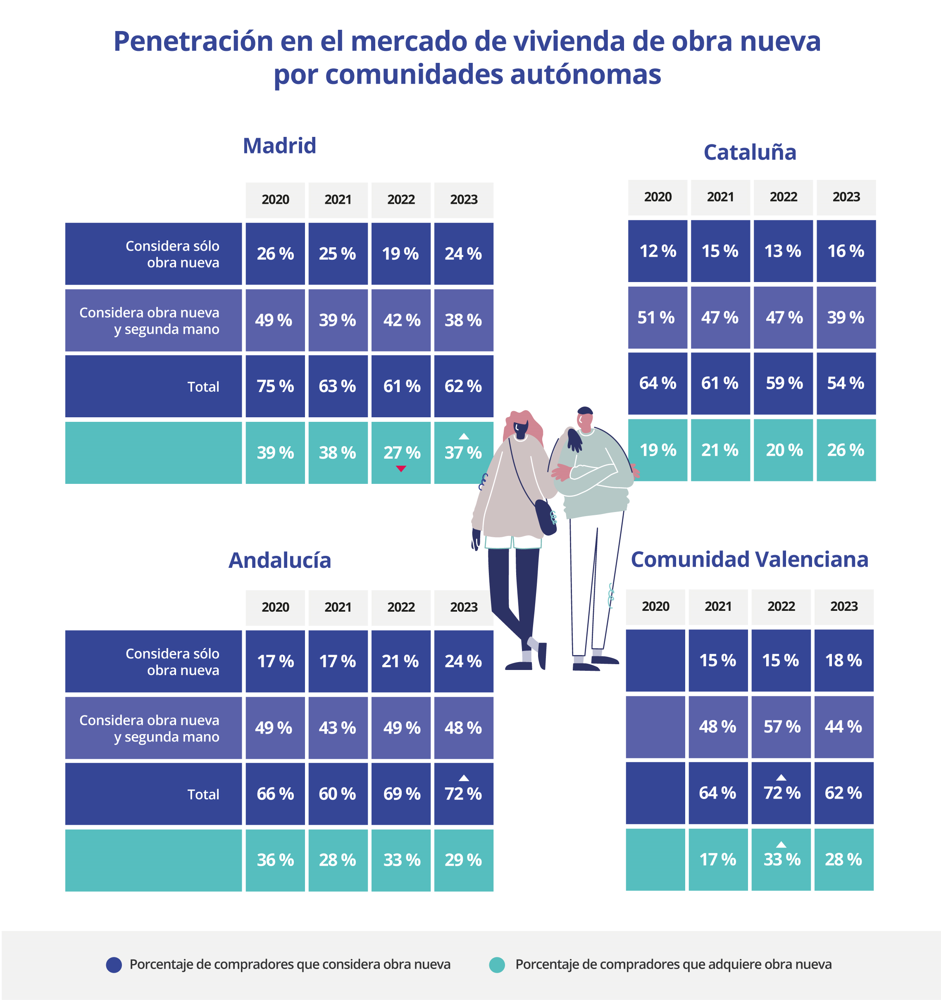 Penetración en el mercado de vivienda de obra nueva
por comunidades autónomas
Madrid
2020 2021 2022 2023
Considera sólo
obra nueva
26 % 25 % 19 % 24 %
Considera obra nueva
y segunda mano
49 % 39 % 42 % 38 %
Total
75 % 63 % 61 % 62 %
39 % 38 % 27 % 37 %
Cataluña
2020 2021 2022 2023
12 % 15 % 13 % 16 %
51 % 47 % 47 % 39 %
64 % 61 % 59 % 54 %
19 % 21 % 20 % 26 %
Andalucía
2020 2021 2022 2023
Considera sólo
obra nueva
17 % 17 % 21 % 24 %
Considera obra nueva
y segunda mano
49 % 43 % 49 % 48 %
Total
66 % 60 % 69 % 72 %
36 % 28 % 33 % 29 %
Comunidad Valenciana
2020 2021 2022 2023
15 % 15 % 18 %
48 % 57 % 44 %
64 % 72 % 62 %
17 % 33 % 28 %
Porcentaje de compradores que considera obra nueva
Porcentaje de compradores que adquiere obra nueva